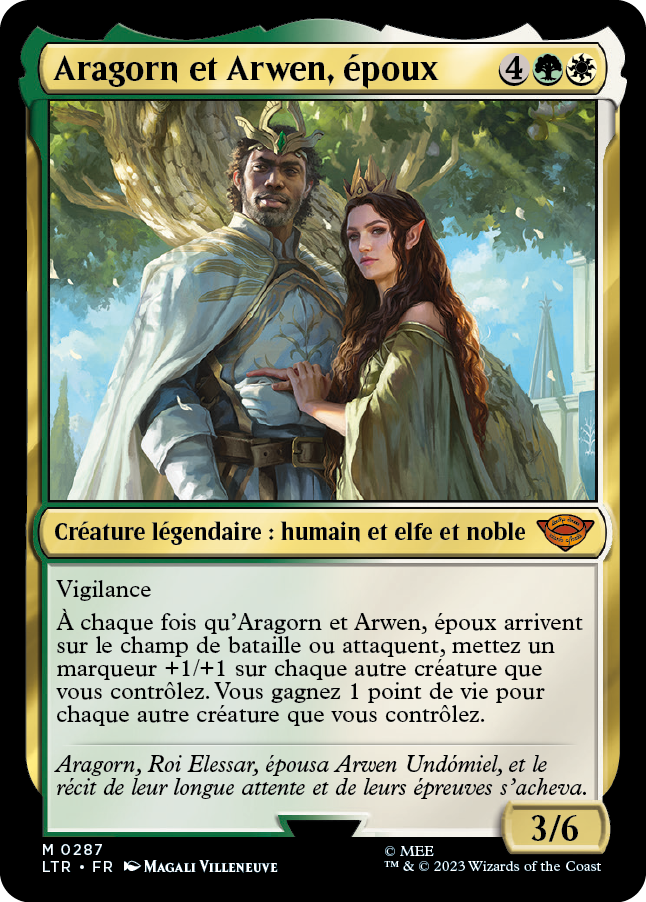 Aragorn et Arwen, époux 4
Créature légendaire : humain et elfe et noble
Vigilance
À chaque fois qu'Aragorn et Arwen, époux arrivent
sur le champ de bataille ou attaquent, mettez un
marqueur +1/+1 sur chaque autre créature que
vous contrôlez. Vous gagnez 1 point de vie pour
chaque autre créature que vous contrôlez.
Aragorn, Roi Elessar, épousa Arwen Undómiel, et le
récit de leur longue attente et de leurs épreuves s'acheva.
3/6
M 0287
LTR • FR Magali Villeneuve
© MEE
™ & © 2023 Wizards of the Coast